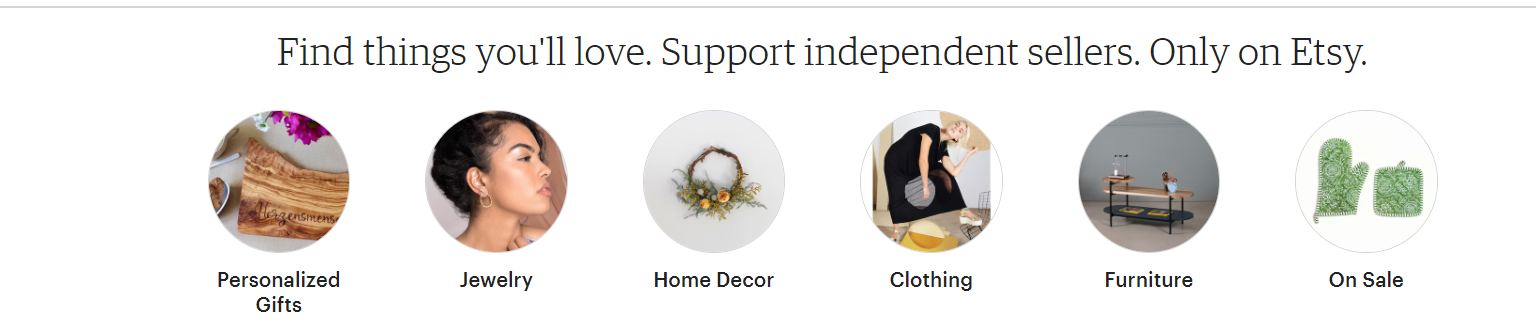 Find things you'll love. Support independent sellers. Only on Etsy.
Herzensmensch
Personalized
Gifts
Jewelry
Home Decor
Clothing
Furniture
On Sale